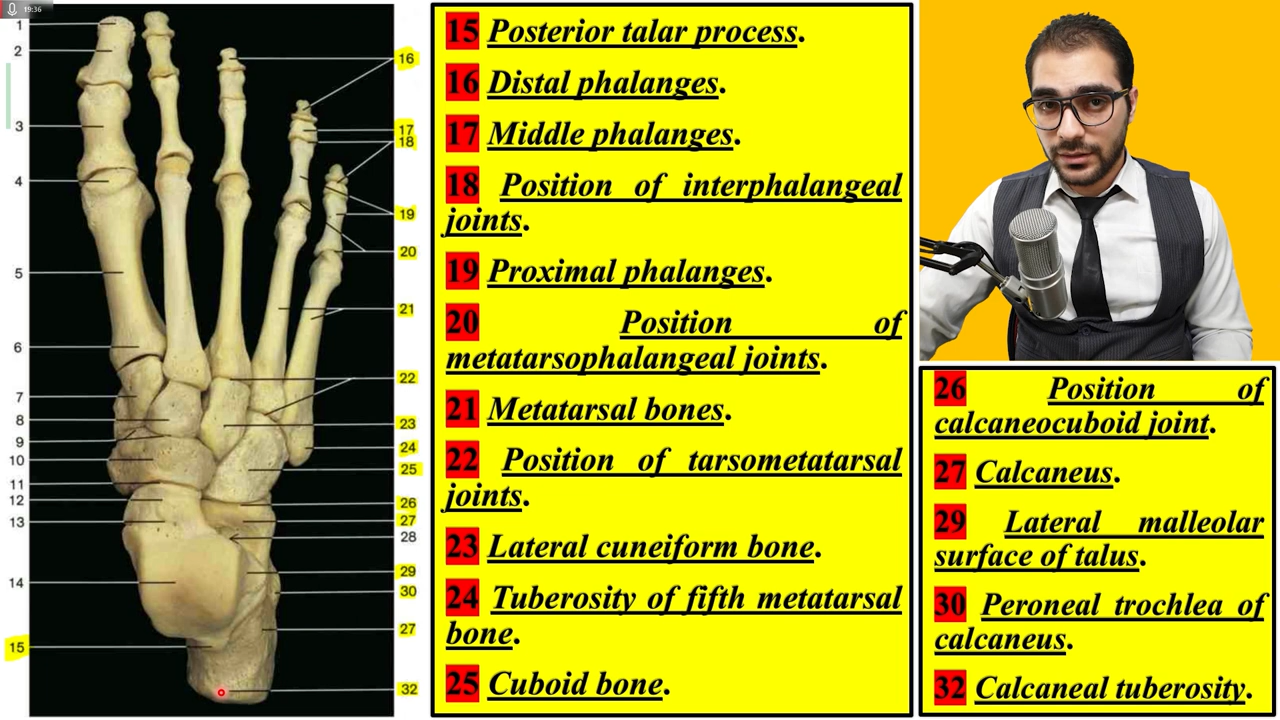 19:36
1
2
3
4
5
6
7
8
9
10
11
12
13
14
15
16
17
18
19
20
21
22
23
24
25
26
27
28
29
30
27
32
15 Posterior talar process.
16 Distal phalanges.
17 Middle phalanges.
18 Position of interphalangeal
joints.
19 Proximal phalanges.
20 Position of
metatarsophalangeal joints.
21 Metatarsal bones.
22 Position of tarsometatarsal
joints.
23 Lateral cuneiform bone.
24 Tuberosity of fifth metatarsal
bone.
25 Cuboid bone.
26 Position of
calcaneocuboid joint.
27 Calcaneus.
29 Lateral malleolar
surface of talus.
30 Peroneal trochlea of
calcaneus.
32 Calcaneal tuberosity.